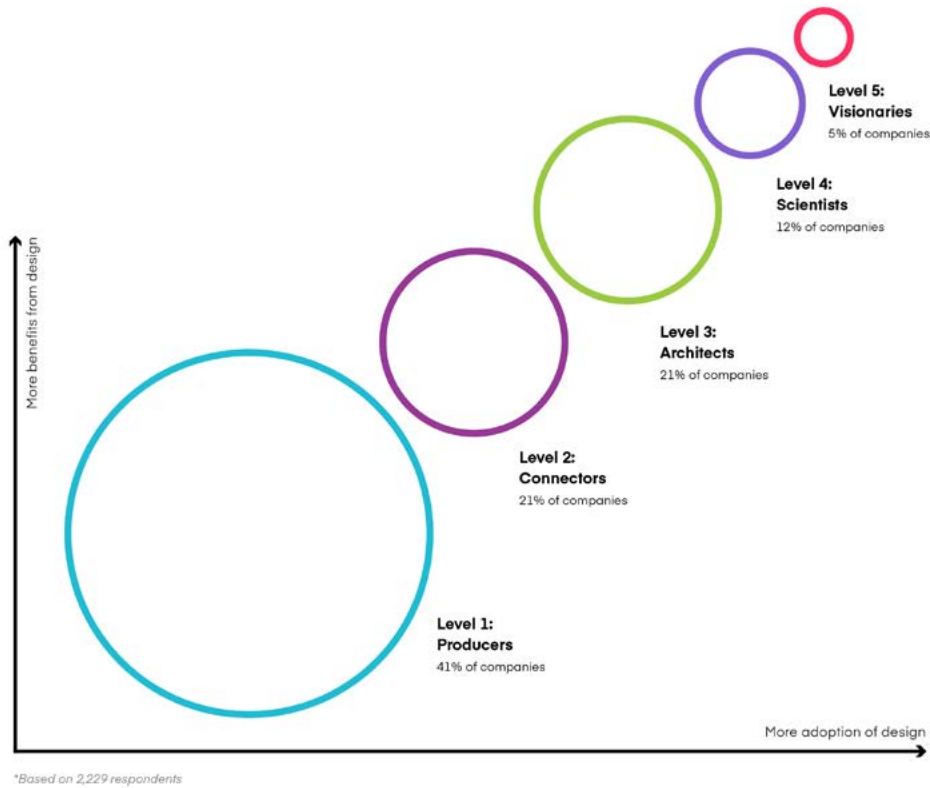 Level 5:
Visionaries
5% of companies
Level 4:
Scientists
12% of companies
Level 3:
Architects
21% of companies
Level 2:
Connectors
21% of companies
Level 1:
Producers
41% of companies
More benefits from design
More adoption of design
*Based on 2,229 respondents